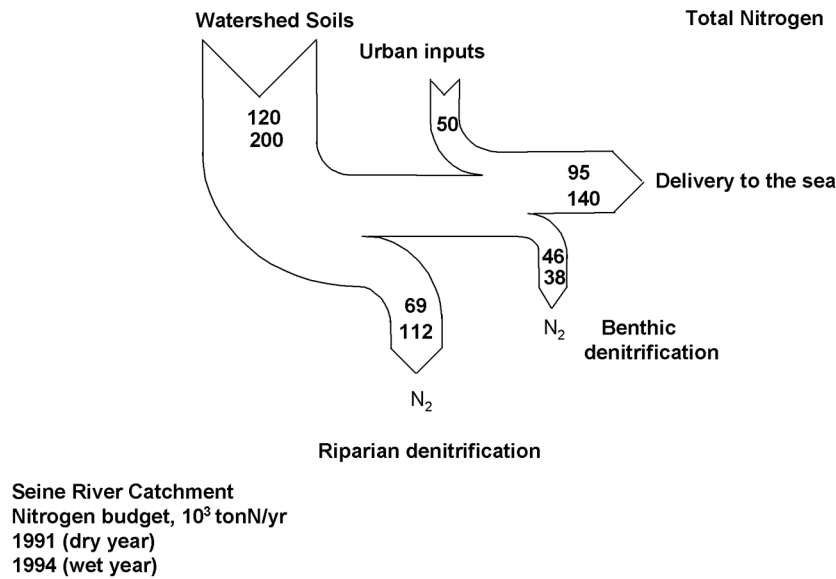 Watershed Soils
Total Nitrogen
Urban inputs
120
200
50
95
140
Delivery to the sea
46
38
69
112
N₂
Benthic
denitrification
N₂
Riparian denitrification
Seine River Catchment
Nitrogen budget, 10³ tonN/yr
1991 (dry year)
1994 (wet year)